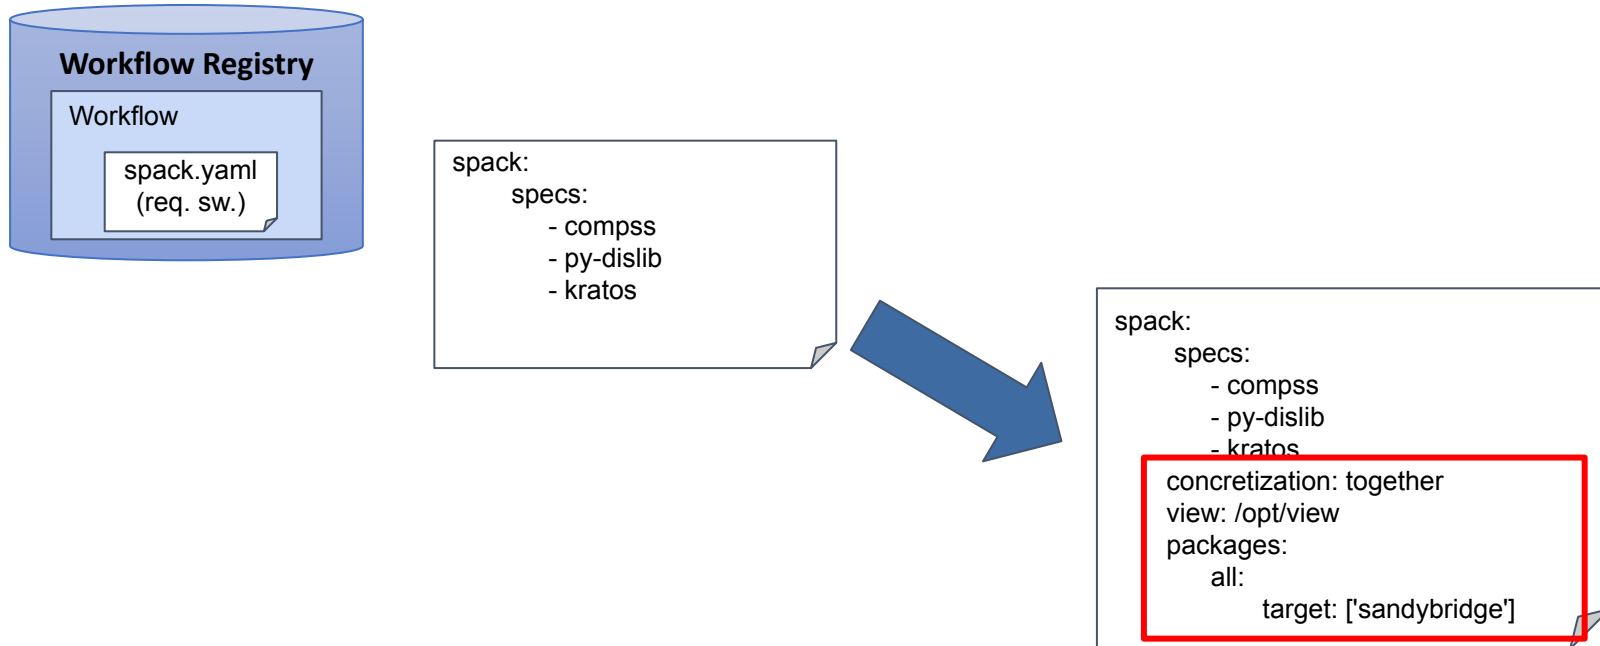 Workflow Registry
Workflow
spack.yaml
(req. sw.)
spack:
specs:
- compss
- py-dislib
- kratos
spack:
specs:
- compss
- py-dislib
- kratos
concretization: together
view: /opt/view
packages:
all:
target: ['sandybridge']